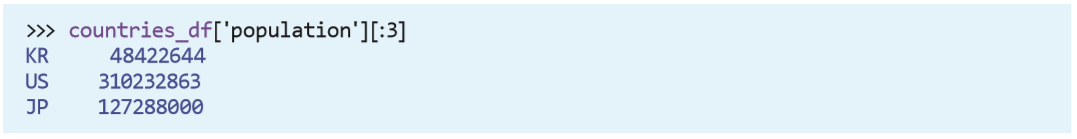 >>> countries_df['population'][:3]
KR 48422644
US 310232863
JP 127288000